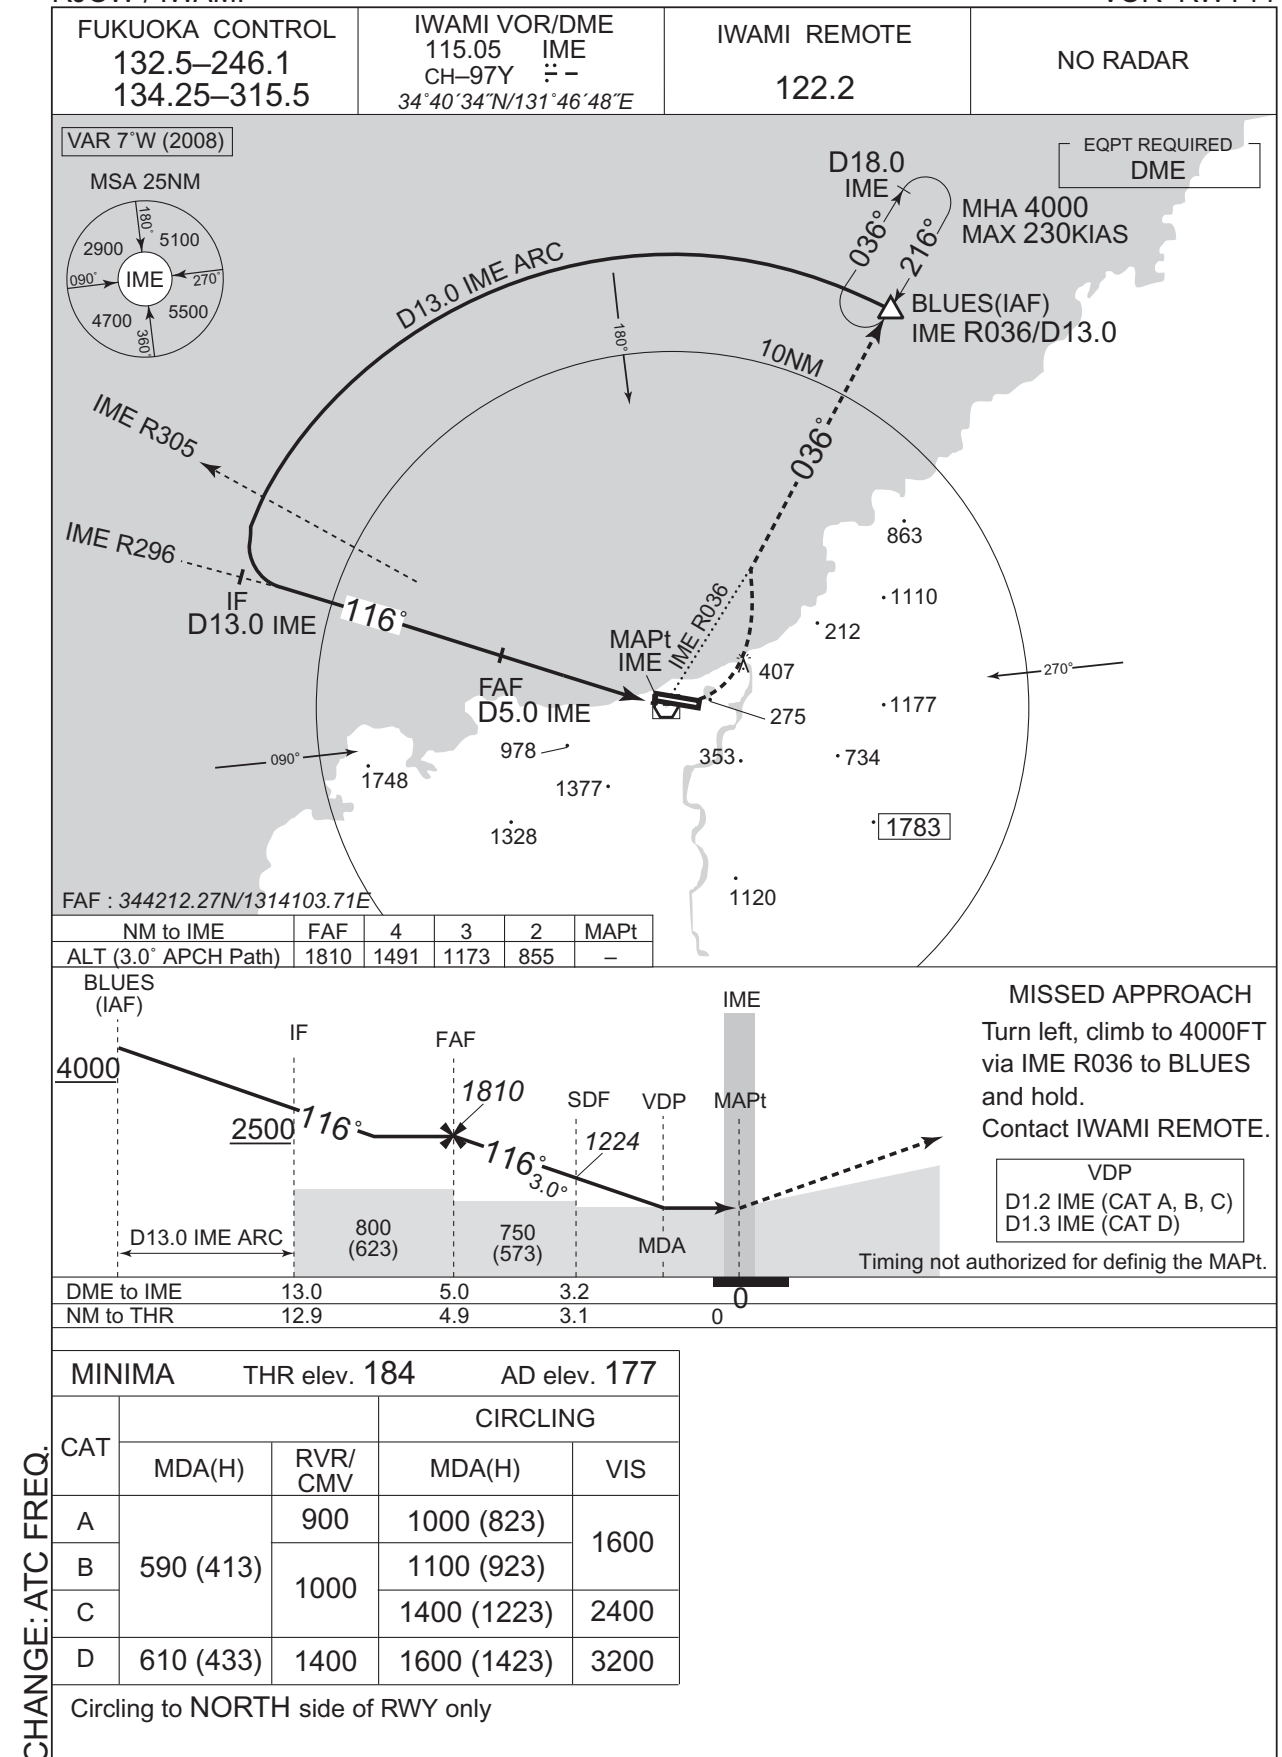 FUKUOKA CONTROL
132.5–246.1
134.25–315.5
IWAMI VOR/DME
115.05 IME
CH–97Y
34°40´34˝N/131°46´48˝E
IWAMI REMOTE
122.2
NO RADAR
VAR 7°W (2008)
MSA 25NM
180°
2900
5100
090°
IME
270°
4700
5500
360°
EQPT REQUIRED
DME
D18.0
IME
036°
216°
MHA 4000
MAX 230KIAS
BLUES(IAF)
IME R036/D13.0
D13.0 IME ARC
180°
10NM
036°
IME R305
IME R296
IF
D13.0 IME
116°
FAF
D5.0 IME
MAPt
IME
IME R036
863
1110
212
407
270°
1177
275
978
353
734
090°
1748
1377
1783
1328
1120
FAF : 344212.27N/1314103.71E
NM to IME FAF 4 3 2 MAPt
ALT (3.0° APCH Path) 1810 1491 1173 855 –
BLUES
(IAF)
IF
FAF
IME
4000
2500
116°
1810
SDF
VDP
MAPt
1224
116°
3.0°
D13.0 IME ARC
800
(623)
750
(573)
MDA
MISSED APPROACH
Turn left, climb to 4000FT
via IME R036 to BLUES
and hold.
Contact IWAMI REMOTE.
VDP
D1.2 IME (CAT A, B, C)
D1.3 IME (CAT D)
Timing not authorized for definig the MAPt.
DME to IME 13.0 5.0 3.2 0
NM to THR 12.9 4.9 3.1 0
MINIMA THR elev. 184 AD elev. 177
CAT
CIRCLING
MDA(H) RVR/CMV MDA(H) VIS
A 590 (413) 900 1000 (823) 1600
B 1000 1100 (923)
C 1400 (1223) 2400
D 610 (433) 1400 1600 (1423) 3200
Circling to NORTH side of RWY only
CHANGE: ATC FREQ.